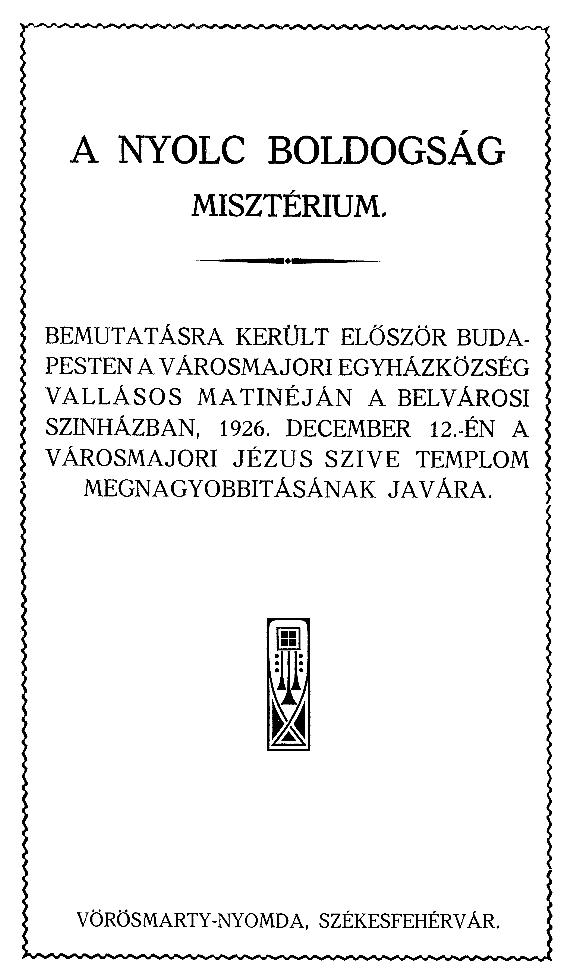 A NYOLC BOLDOGSÁG
MISZTÉRIUM.
BEMUTATÁSRA KERÜLT ELŐSZÖR BUDA-
PESTEN A VÁROSMAJORI EGYHÁZKÖZSÉG
VALLÁSOS MATINÉJÁN A BELVÁROSI
SZINHÁZBAN, 1926. DECEMBER 12.-ÉN A
VÁROSMAJORI JÉZUS SZIVE TEMPLOM
MEGNAGYOBBITÁSÁNAK JAVÁRA.
VÖRÖSMARTY-NYOMDA, SZÉKESFEHÉRVÁR.